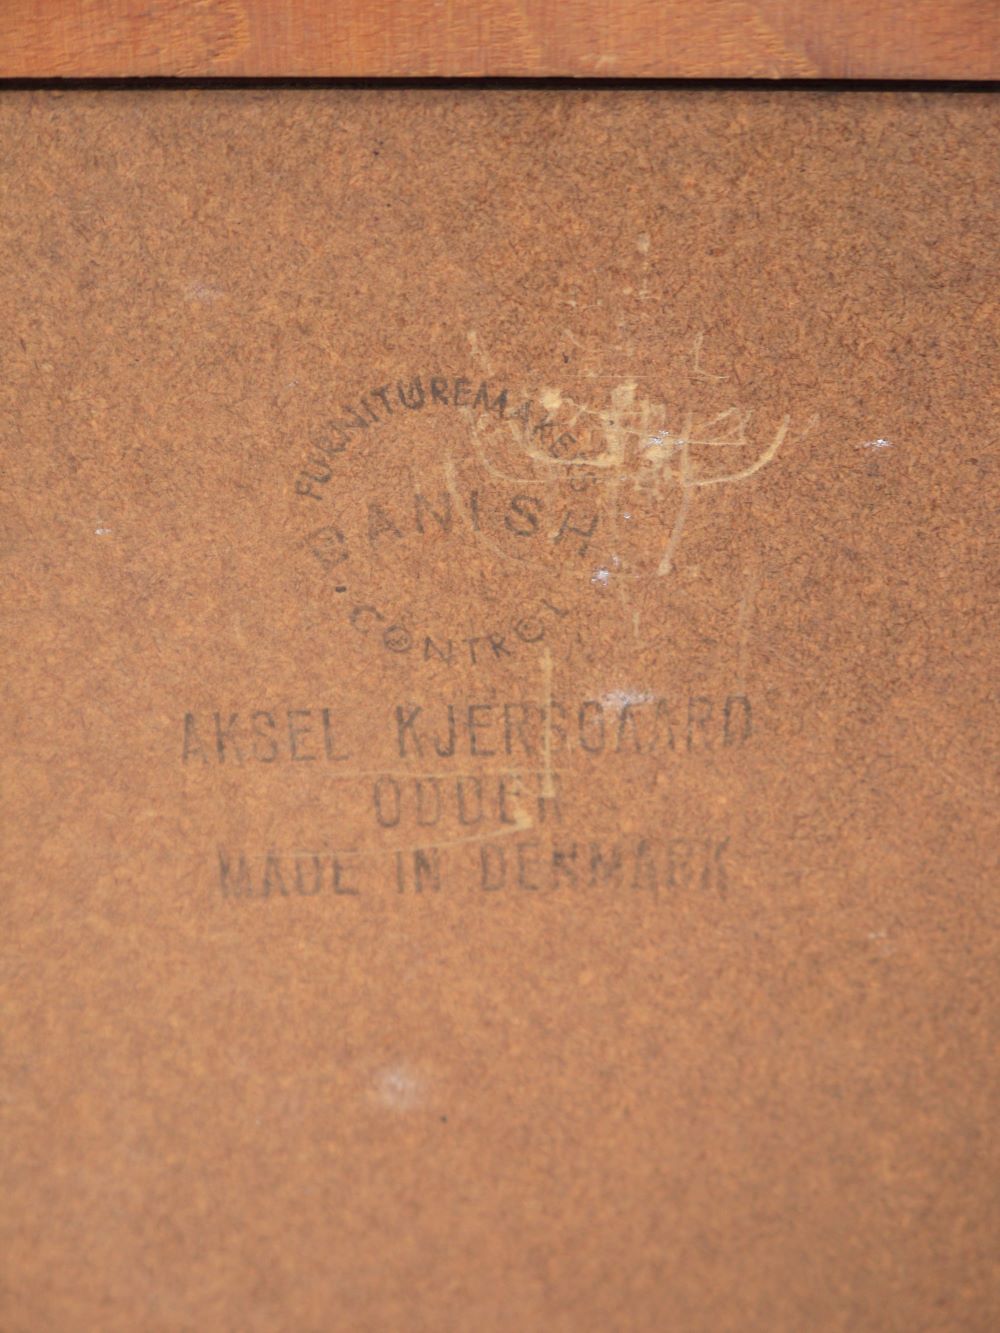 FURNITUREMAKERS
DANISH
CONTROL
AKSEL KJERSGAARD
ODDER
MADE IN DENMARK